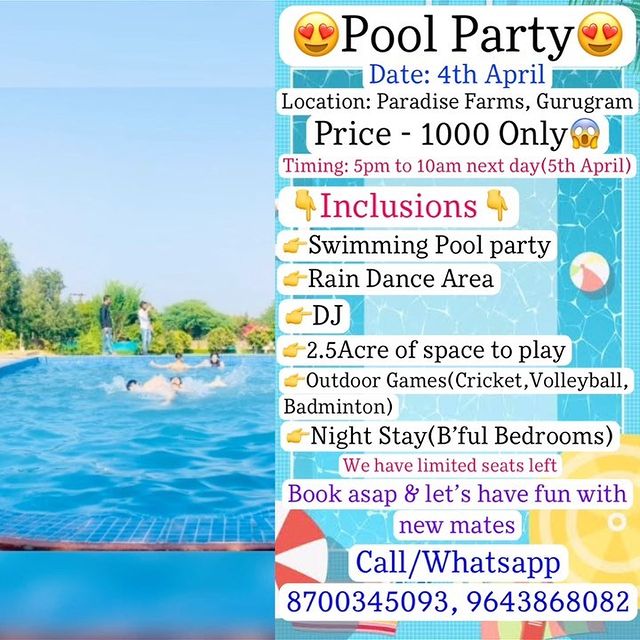 😍Pool Party😍
Date: 4th April
Location: Paradise Farms, Gurugram
Price - 1000 Only😱
Timing: 5pm to 10am next day(5th April)
👇Inclusions👇
👉Swimming Pool party
👉Rain Dance Area
👉DJ
👉2.5Acre of space to play
👉Outdoor Games(Cricket,Volleyball,
Badminton)
👉Night Stay(B’ful Bedrooms)
We have limited seats left
Book asap & let’s have fun with
new mates
Call/Whatsapp
8700345093, 9643868082